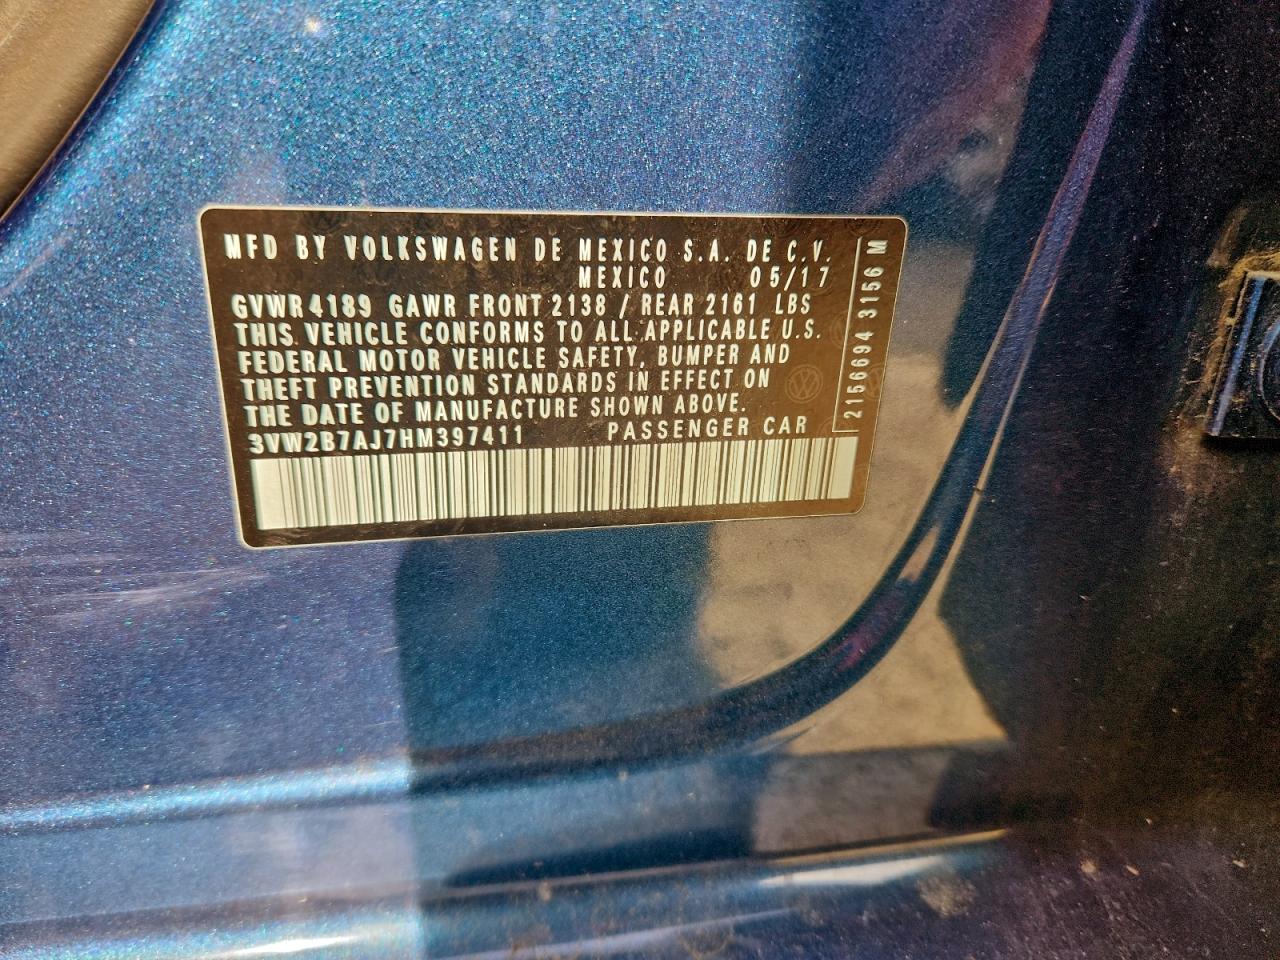 MFD BY VOLKSWAGEN DE MEXICO S.A. DE C.V.
MEXICO 05/17
GVWR 4189 GAWR FRONT 2138 / REAR 2161 LBS
THIS VEHICLE CONFORMS TO ALL APPLICABLE U.S.
FEDERAL MOTOR VEHICLE SAFETY, BUMPER AND
THEFT PREVENTION STANDARDS IN EFFECT ON
THE DATE OF MANUFACTURE SHOWN ABOVE.
3VW2B7AJ7HM397411 PASSENGER CAR
2156694 3156 M